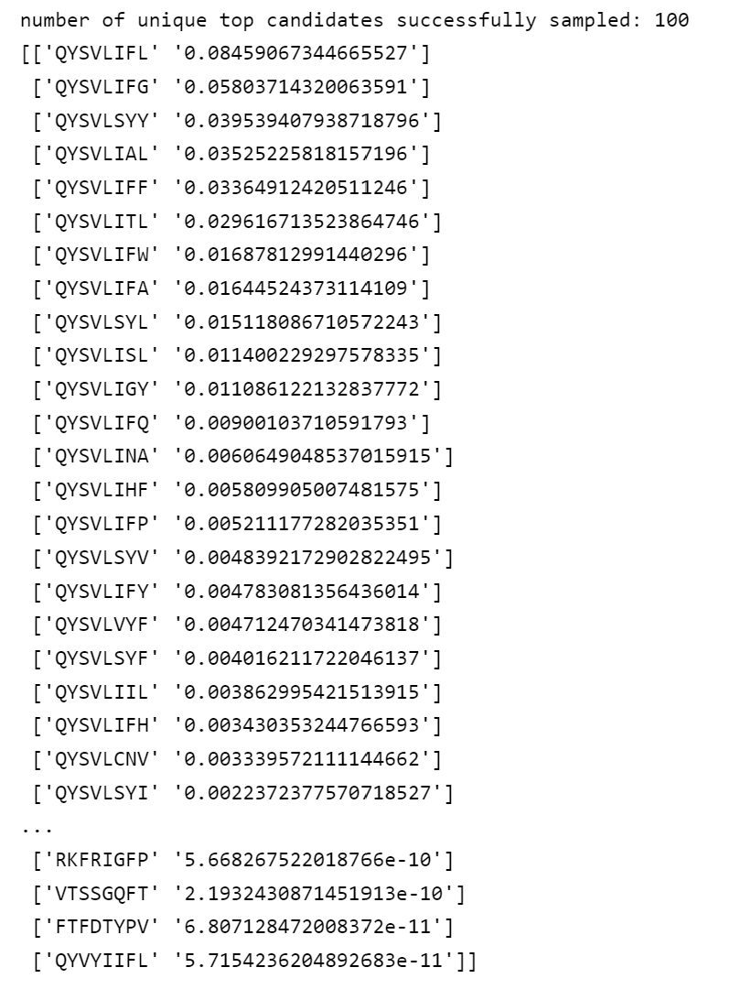 number of unique top candidates successfully sampled: 100
[['QYSVLIFL' '0.08459067344665527']
['QYSVLIFG' '0.05803714320063591']
['QYSVLSYY' '0.039539407938718796']
['QYSVLIAL' '0.03525225818157196']
['QYSVLIFF' '0.03364912420511246']
['QYSVLITL' '0.029616713523864746']
['QYSVLIFW' '0.01687812991440296']
['QYSVLIFA' '0.01644524373114109']
['QYSVLSYL' '0.015118086710572243']
['QYSVLISL' '0.011400229297578335']
['QYSVLIGY' '0.011086122132837772']
['QYSVLIFQ' '0.00900103710591793']
['QYSVLINA' '0.0060649048537015915']
['QYSVLIHF' '0.005809905007481575']
['QYSVLIFP' '0.005211177282035351']
['QYSVLSYV' '0.0048392172902822495']
['QYSVLIFY' '0.004783081356436014']
['QYSVLVYF' '0.004712470341473818']
['QYSVLSYF' '0.004016211722046137']
['QYSVLIIL' '0.003862995421513915']
['QYSVLIFH' '0.003430353244766593']
['QYSVLCNV' '0.003339572111144662']
['QYSVLSYI' '0.0022372377570718527']
...
['RKFRIGFP' '5.668267522018766e-10']
['VTSSGQFT' '2.1932430871451913e-10']
['FTFDTYPV' '6.807128472008372e-11']
['QYVYIIFL' '5.7154236204892683e-11']]